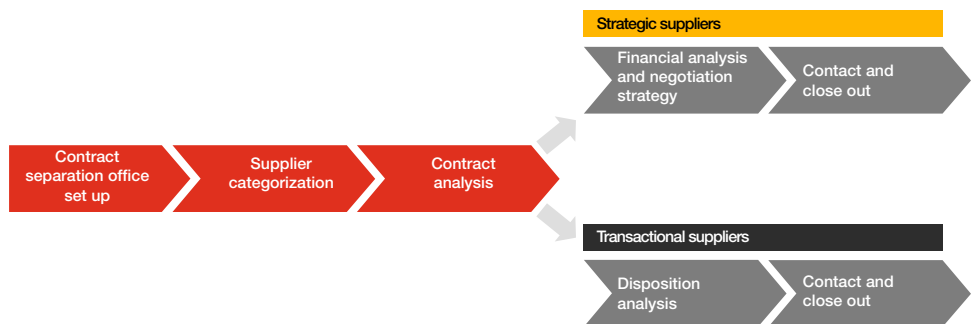 Strategic suppliers
Financial analysis
and negotiation
strategy
Contact and
close out
Contract
separation office
set up
Supplier
categorization
Contract
analysis
Transactional suppliers
Disposition
analysis
Contact and
close out